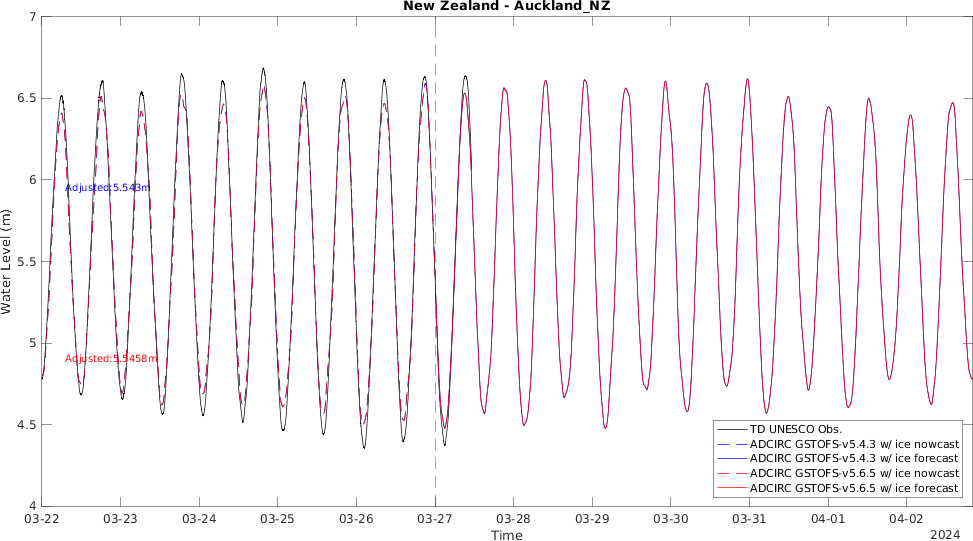 New Zealand - Auckland_NZ
7
6.5
6
5.5
5
4.5
4
Water Level (m)
Adjusted:5.543m
Adjusted:5.5458m
TD UNESCO Obs.
ADCIRC GSTOFS-v5.4.3 w/ ice nowcast
ADCIRC GSTOFS-v5.4.3 w/ ice forecast
ADCIRC GSTOFS-v5.6.5 w/ ice nowcast
ADCIRC GSTOFS-v5.6.5 w/ ice forecast
03-22 03-23 03-24 03-25 03-26 03-27 03-28 03-29 03-30 03-31 04-01 04-02
Time
2024